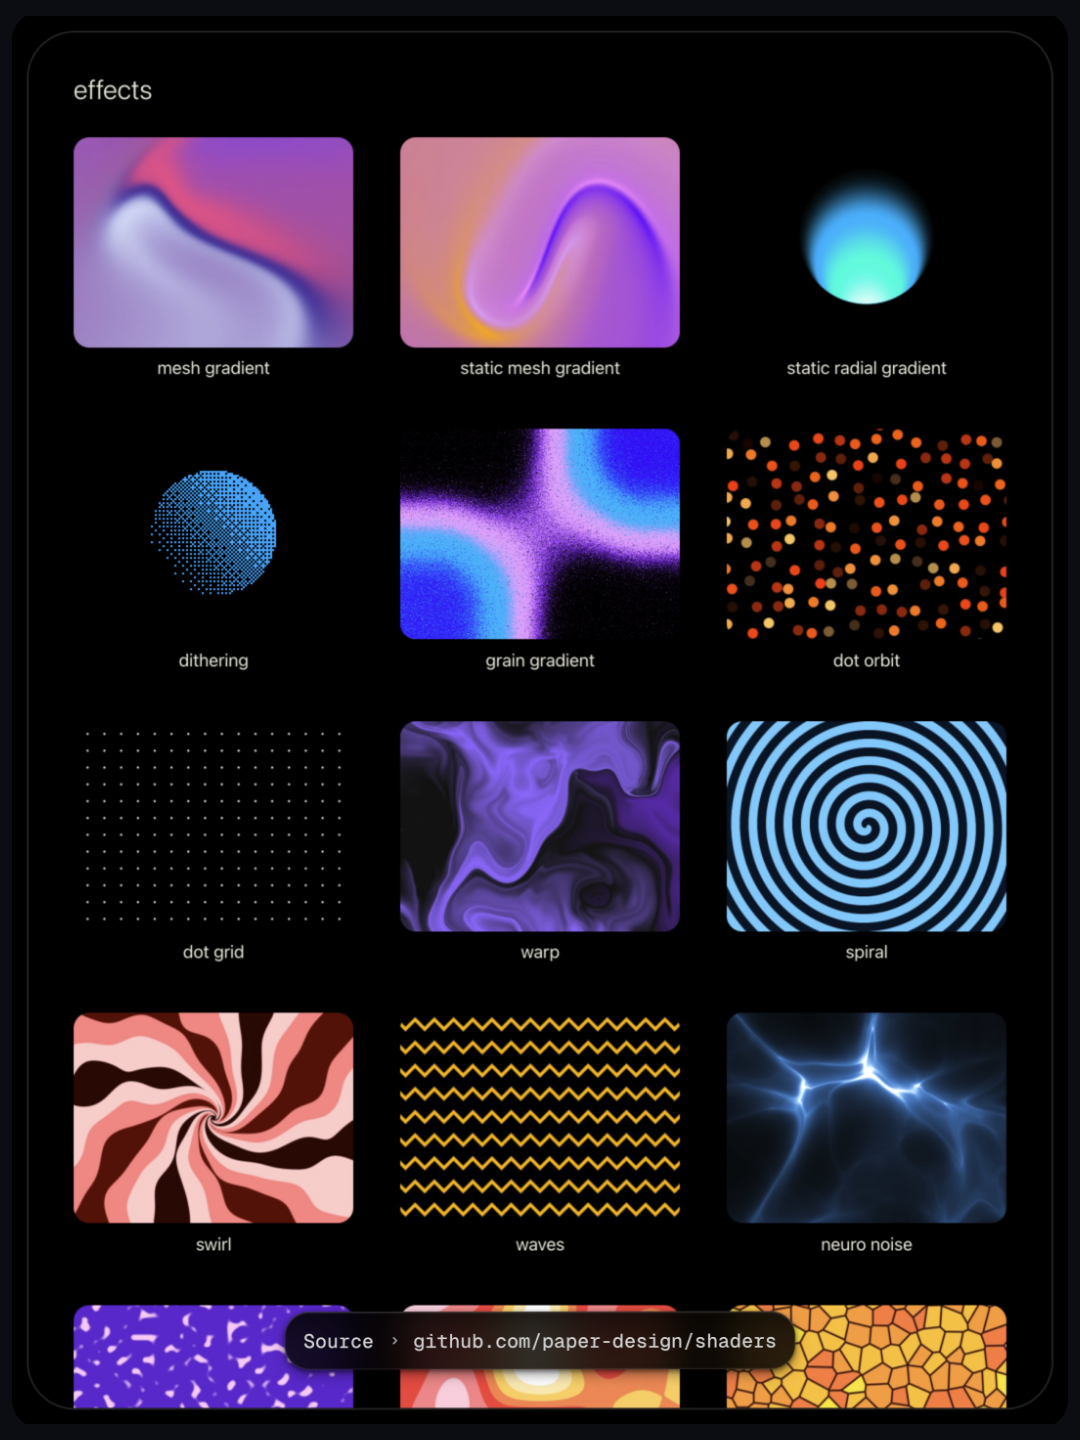 effects
mesh gradient
static mesh gradient
static radial gradient
dithering
grain gradient
dot orbit
dot grid
warp
spiral
swirl
waves
neuro noise
Source › github.com/paper-design/shaders